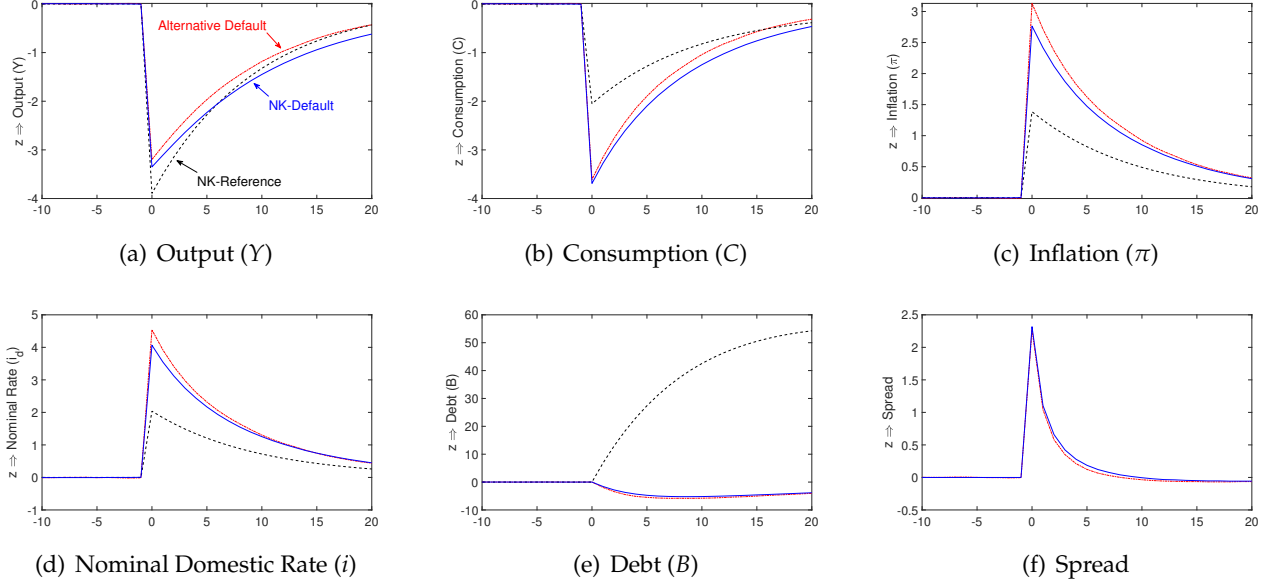 z ⇒ Output (Y)
0
-1
-2
-3
-4
-10 -5 0 5 10 15 20
Alternative Default
NK-Default
NK-Reference
(a) Output (Y)
z ⇒ Consumption (C)
0
-1
-2
-3
-4
-10 -5 0 5 10 15 20
(b) Consumption (C)
z ⇒ Inflation (π)
3
2.5
2
1.5
1
0.5
0
-10 -5 0 5 10 15 20
(c) Inflation (π)
z ⇒ Nominal Rate (i_d)
5
4
3
2
1
0
-1
-10 -5 0 5 10 15 20
(d) Nominal Domestic Rate (i)
z ⇒ Debt (B)
60
50
40
30
20
10
0
-10
-10 -5 0 5 10 15 20
(e) Debt (B)
z ⇒ Spread
2.5
2
1.5
1
0.5
0
-0.5
-10 -5 0 5 10 15 20
(f) Spread